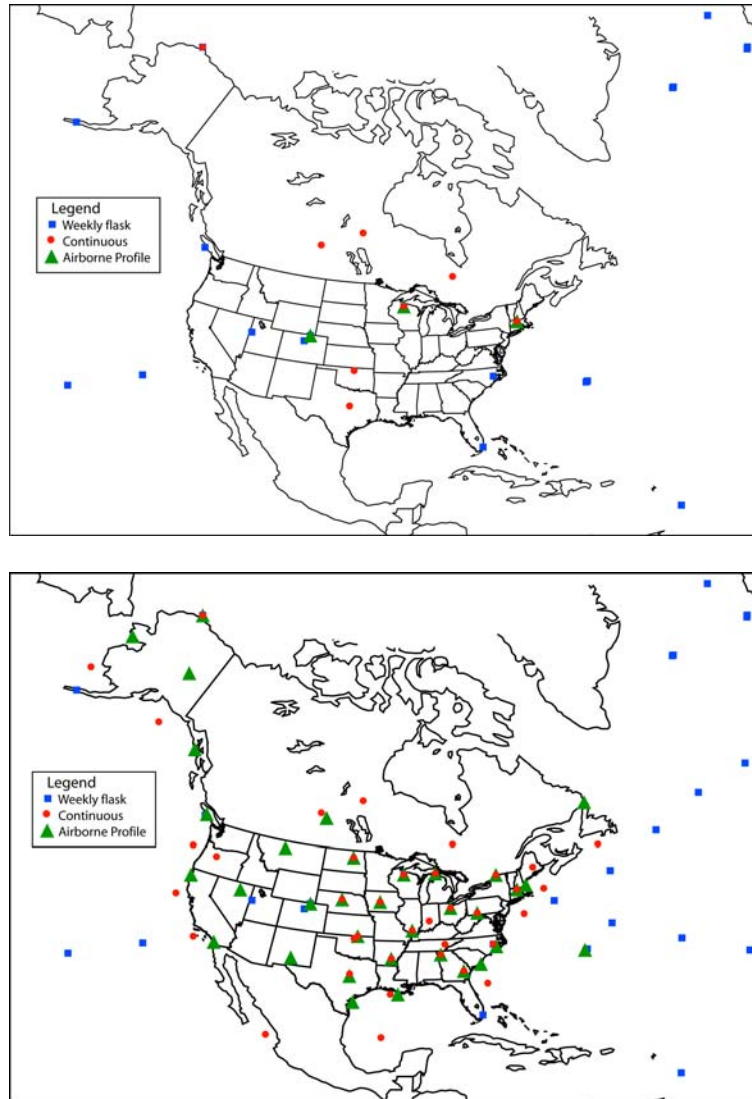 Legend
Weekly flask
Continuous
Airborne Profile
Legend
Weekly flask
Continuous
Airborne Profile